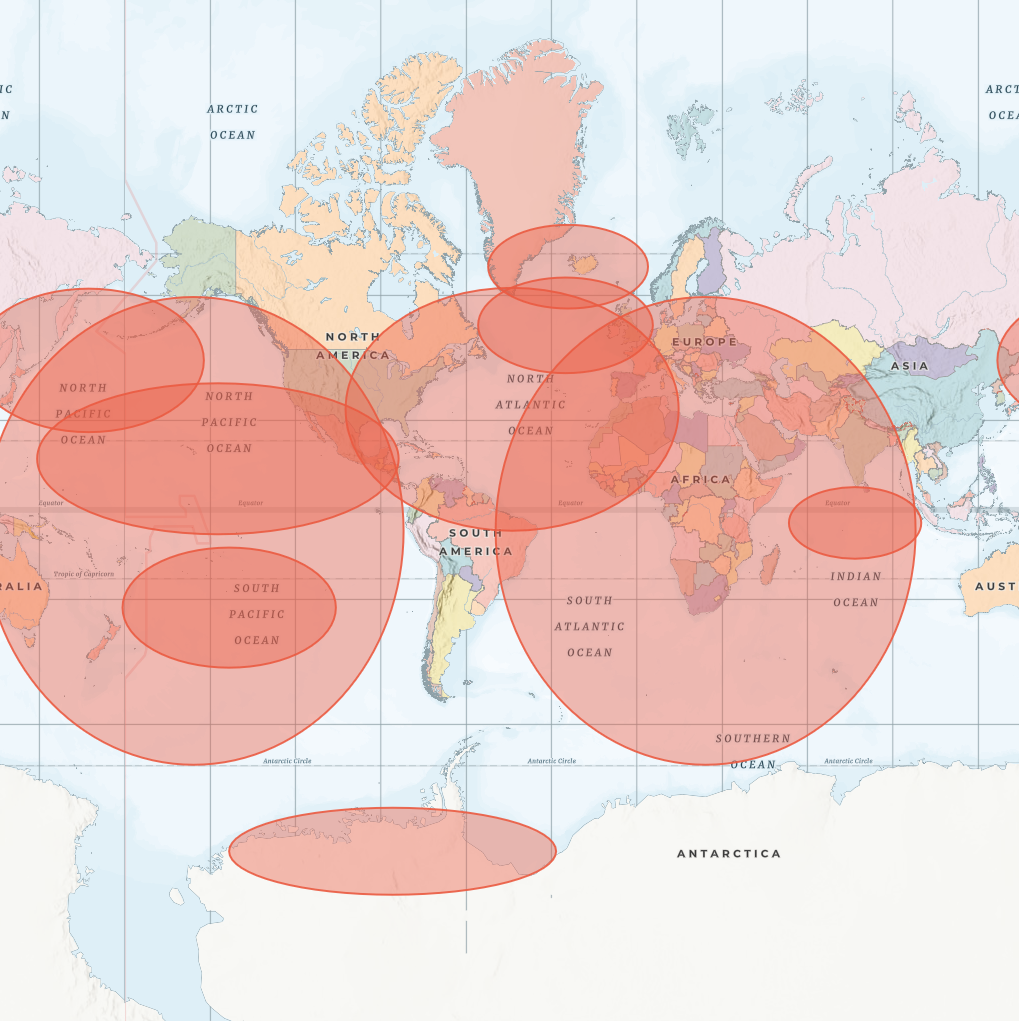 IC
N
ARCTIC
OCEAN
ARCT
OCEA
NORTH
AMERICA
EUROPE
ASIA
NORTH
PACIFIC
OCEAN
NORTH
PACIFIC
OCEAN
NORTH
ATLANTIC
OCEAN
AFRICA
Equator
Equator
Equator
Equator
SOUTH
AMERICA
Tropic of Capricorn
RALIA
SOUTH
PACIFIC
OCEAN
SOUTH
ATLANTIC
OCEAN
INDIAN
OCEAN
AUST
SOUTHERN
OCEAN
Antarctic Circle
Antarctic Circle
Antarctic Circle
ANTARCTICA